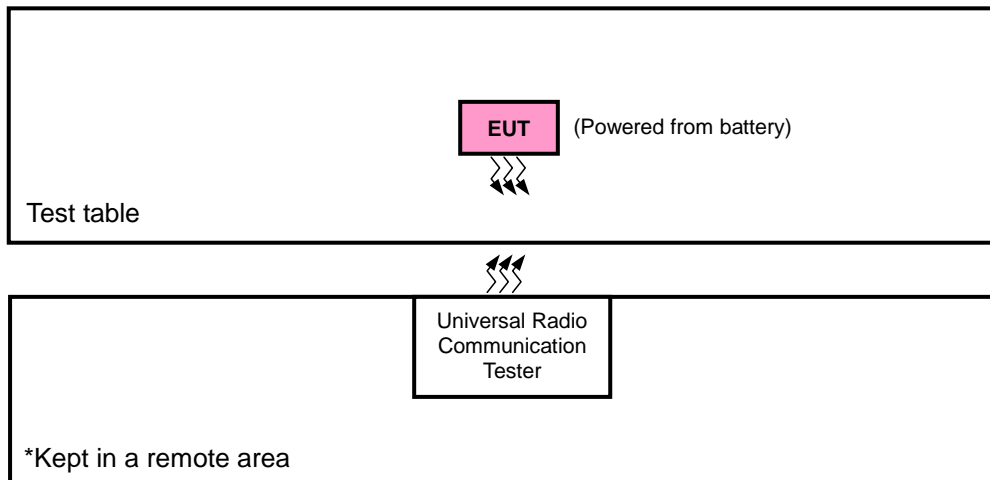 EUT
(Powered from battery)
Test table
Universal Radio
Communication
Tester
*Kept in a remote area